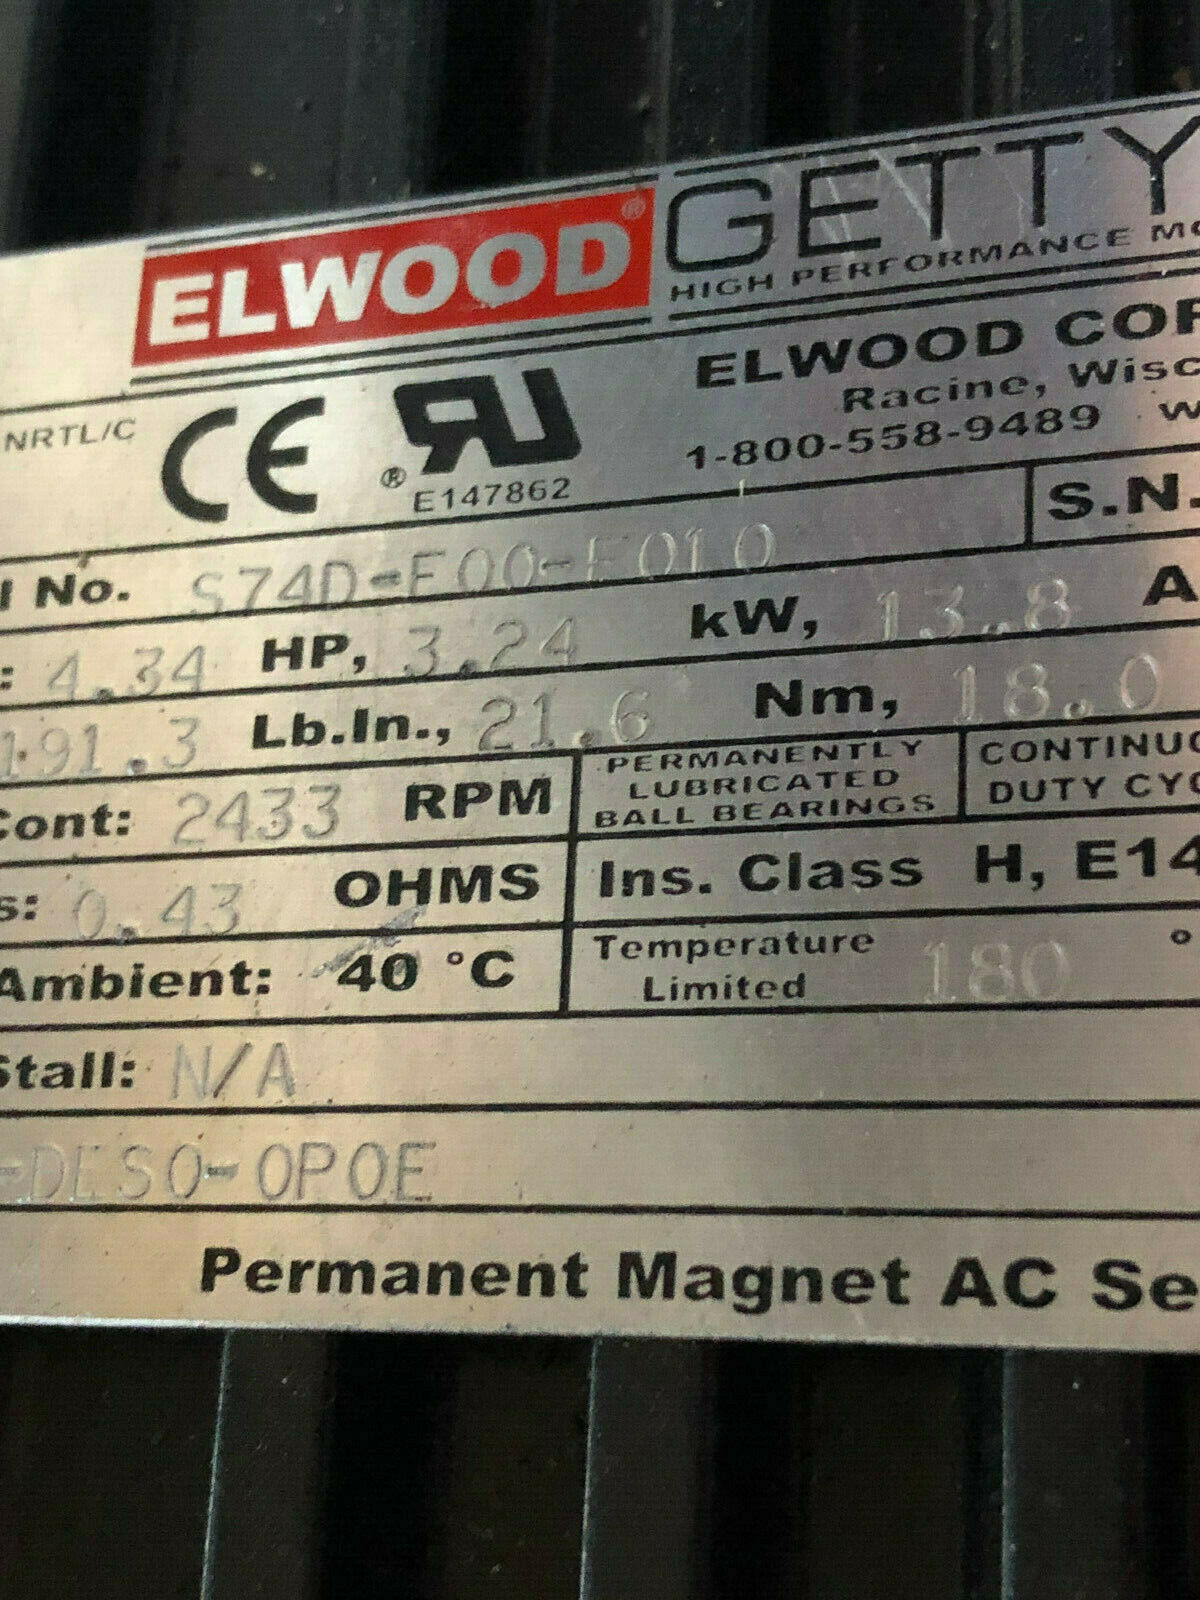 ELWOOD® GETTY
HIGH PERFORMANCE MO
ELWOOD COR
Racine, Wisc
1-800-558-9489 w
NRTL/C CE ® E147862
S.N.
l No. S74D-E00-E010
: 4.34 HP, 3.24 kW, 13.8 A
191.3 Lb.In., 21.6 Nm, 18.0
Cont: 2433 RPM
PERMANENTLY
LUBRICATED
BALL BEARINGS
CONTINUO
DUTY CYC
s: 0.43 OHMS
Ins. Class H, E14
Ambient: 40 °C
Temperature
Limited 180 °
Stall: N/A
-DES0-0P0E
Permanent Magnet AC Se